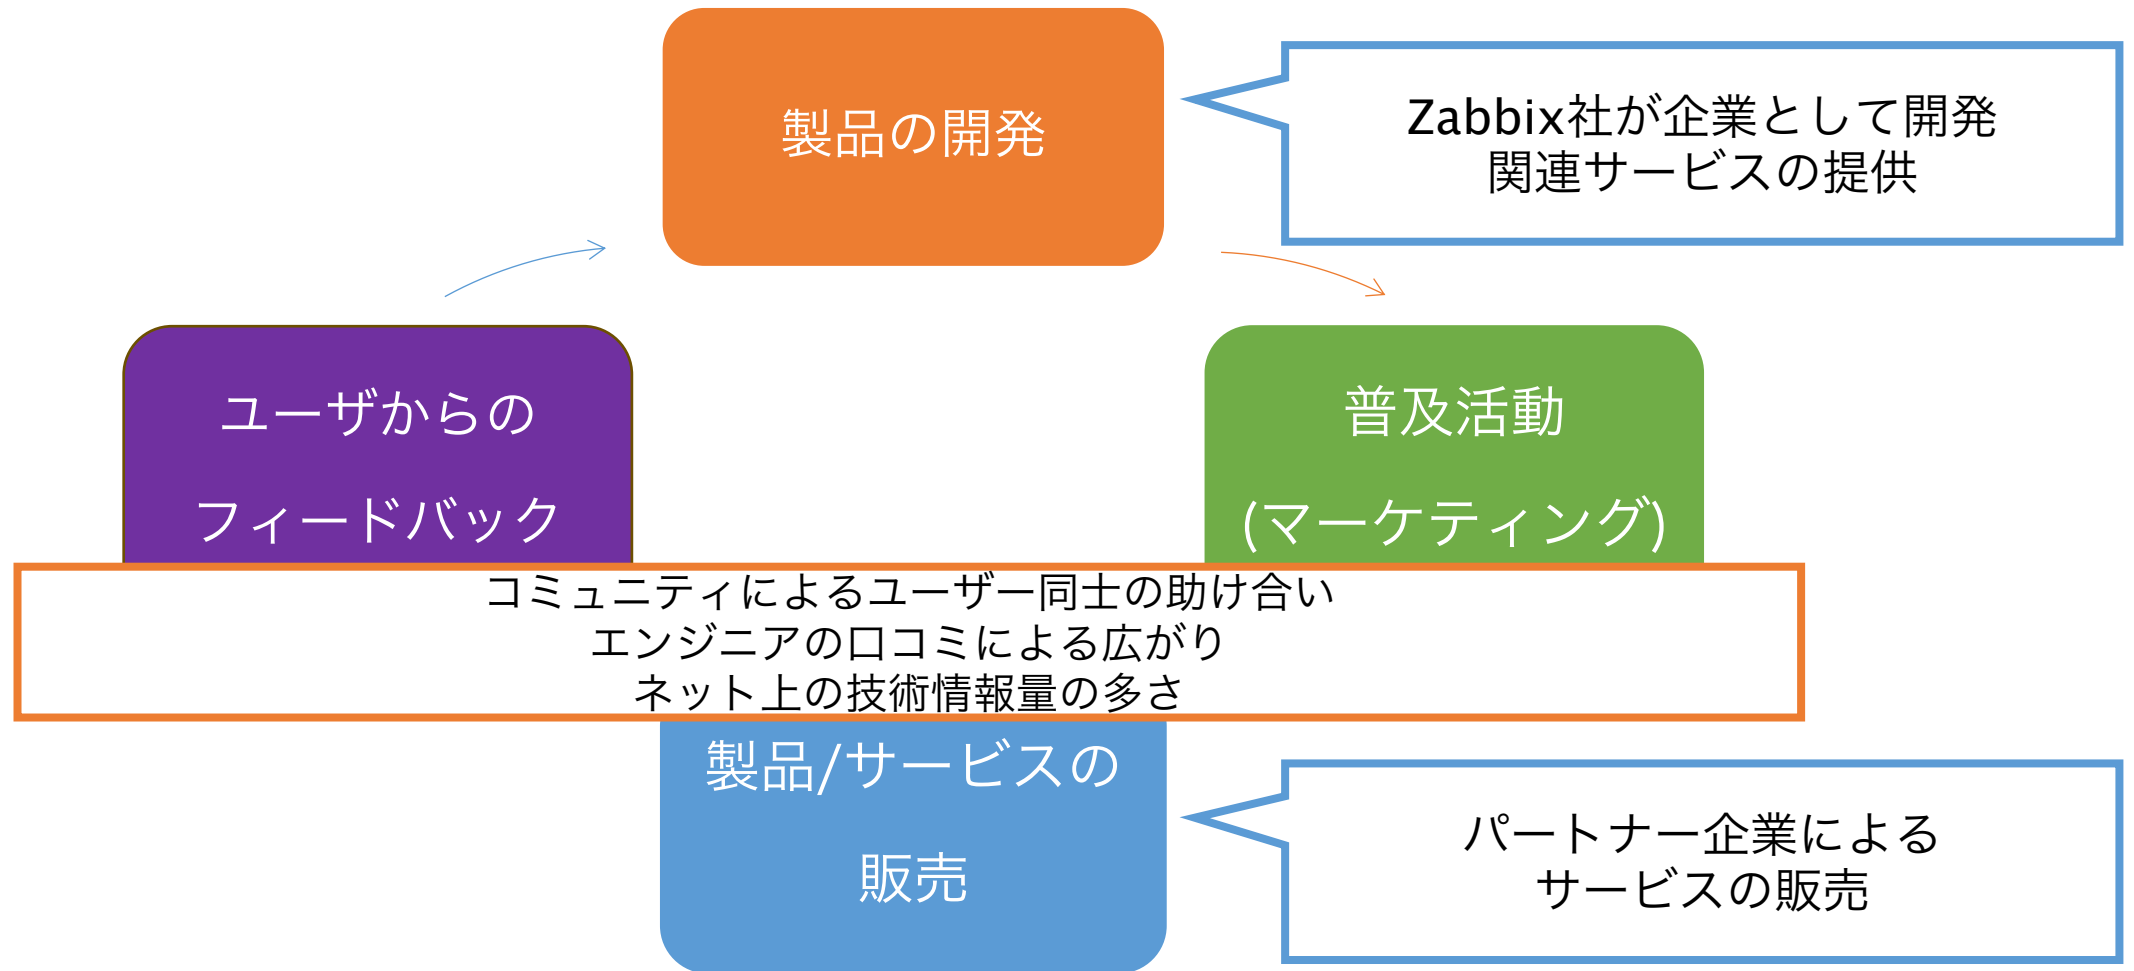 製品の開発
Zabbix社が企業として開発
関連サービスの提供
ユーザからの
フィードバック
普及活動
(マーケティング)
コミュニティによるユーザー同士の助け合い
エンジニアの口コミによる広がり
ネット上の技術情報量の多さ
製品/サービスの
販売
パートナー企業による
サービスの販売